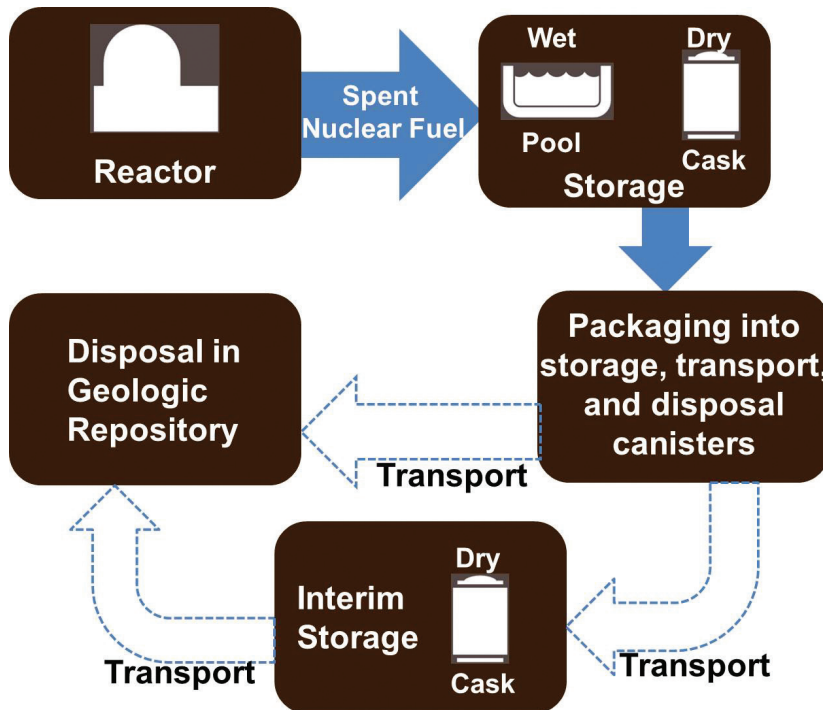 Reactor
Spent
Nuclear Fuel
Wet
Pool
Dry
Cask
Storage
Packaging into
storage, transport,
and disposal
canisters
Transport
Disposal in
Geologic
Repository
Transport
Interim
Storage
Dry
Cask
Transport